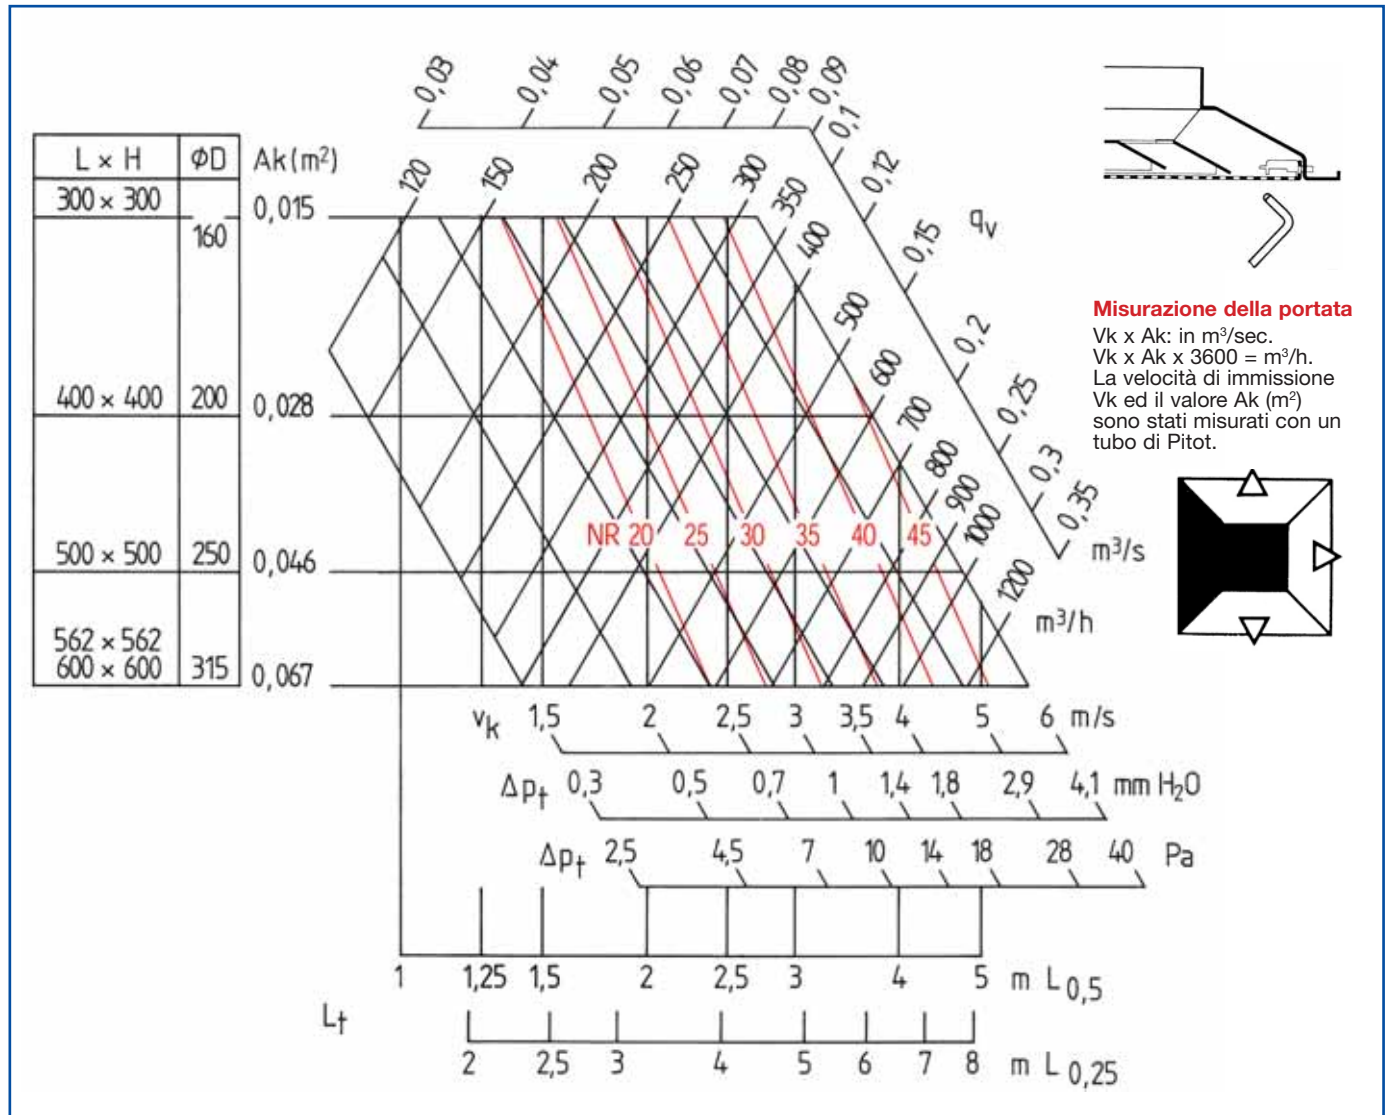 0,03 0,04 0,05 0,06 0,07 0,08 0,09 0,1 0,12 0,15 0,2 0,25 0,3 0,35 m³/s
qv
L × H ΦD Ak(m²)
300 × 300 0,015
160
400 × 400 200 0,028
500 × 500 250 0,046
562 × 562
600 × 600 315 0,067
120 150 200 250 300 350 400 500 600 700 800 900 1000 1200 m³/h
NR 20 25 30 35 40 45
vk 1,5 2 2,5 3 3,5 4 5 6 m/s
Δpt 0,3 0,5 0,7 1 1,4 1,8 2,9 4,1 mm H₂O
Δpt 2,5 4,5 7 10 14 18 28 40 Pa
1 1,25 1,5 2 2,5 3 4 5 m L0,5
Lt
2 2,5 3 4 5 6 7 8 m L0,25
Misurazione della portata
Vk x Ak: in m³/sec.
Vk x Ak x 3600 = m³/h.
La velocità di immissione
Vk ed il valore Ak (m²)
sono stati misurati con un
tubo di Pitot.